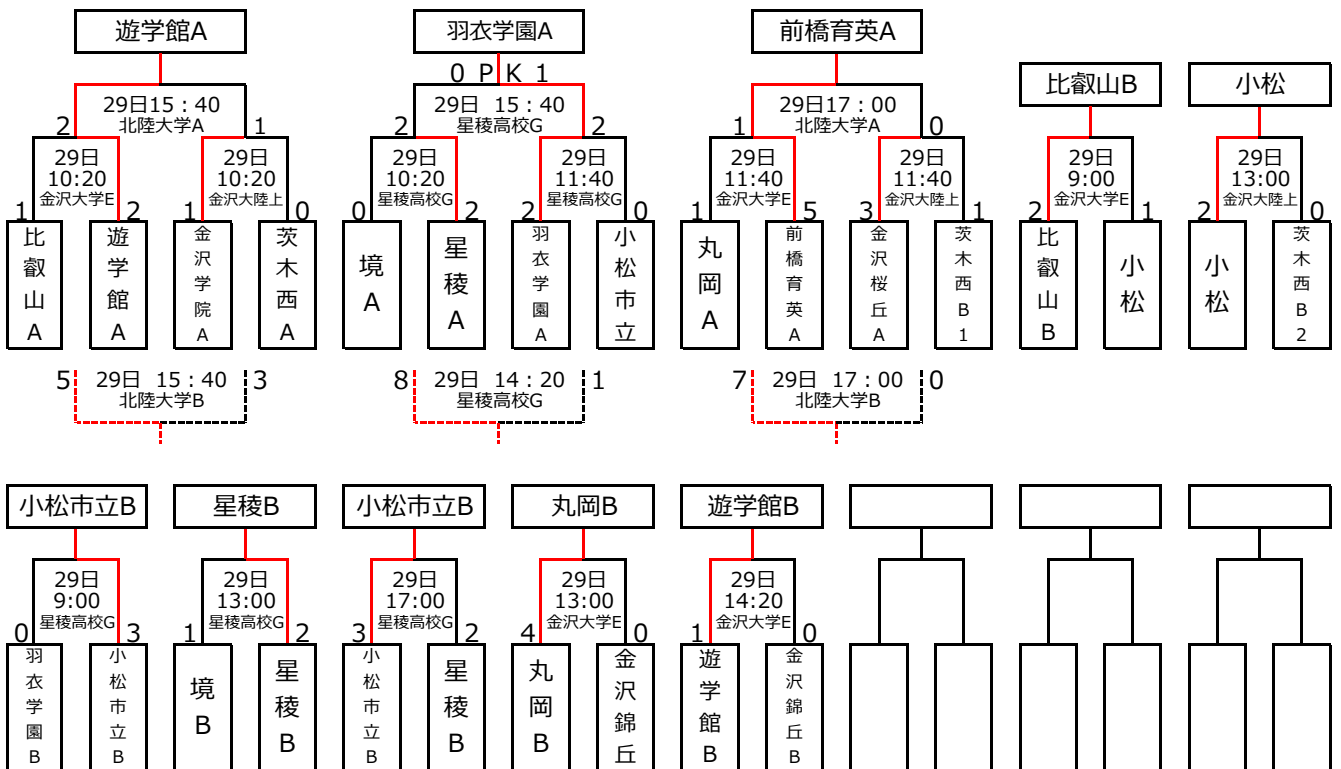 遊学館A
羽衣学園A
前橋育英A
比叡山B
小松
0 P K 1
29日15:40
北陸大学A
2
1
29日 15:40
星稜高校G
2
2
29日17:00
北陸大学A
1
0
29日
10:20
金沢大学E
1
2
29日
10:20
金沢大陸上
1
0
29日
10:20
星稜高校G
0
2
29日
11:40
星稜高校G
2
0
29日
11:40
金沢大学E
1
5
29日
11:40
金沢大陸上
3
1
29日
9:00
金沢大学E
2
1
29日
13:00
金沢大陸上
2
0
比叡山A
遊学館A
金沢学院A
茨木西A
境A
星稜A
羽衣学園A
小松市立
丸岡A
前橋育英A
金沢桜丘A
茨木西B1
比叡山B
小松
小松
茨木西B2
5
29日 15:40
北陸大学B
3
8
29日 14:20
星稜高校G
1
7
29日 17:00
北陸大学B
0
小松市立B
星稜B
小松市立B
丸岡B
遊学館B
29日
9:00
星稜高校G
0
3
29日
13:00
星稜高校G
1
2
29日
17:00
星稜高校G
3
2
29日
13:00
金沢大学E
4
0
29日
14:20
金沢大学E
1
0
羽衣学園B
小松市立B
境B
星稜B
小松市立B
星稜B
丸岡B
金沢錦丘
遊学館B
金沢錦丘B